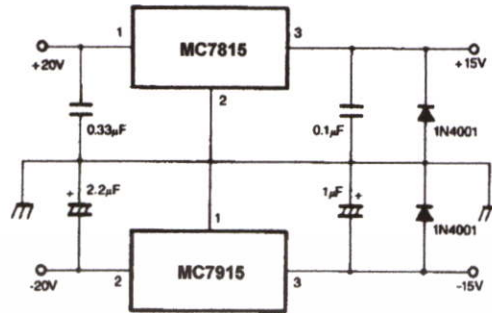 1
MC7815
3
+20V
+15V
2
0.33µF
0.1µF
1N4001
+
2.2µF
1µF
+
1
1N4001
2
MC7915
3
-20V
-15V